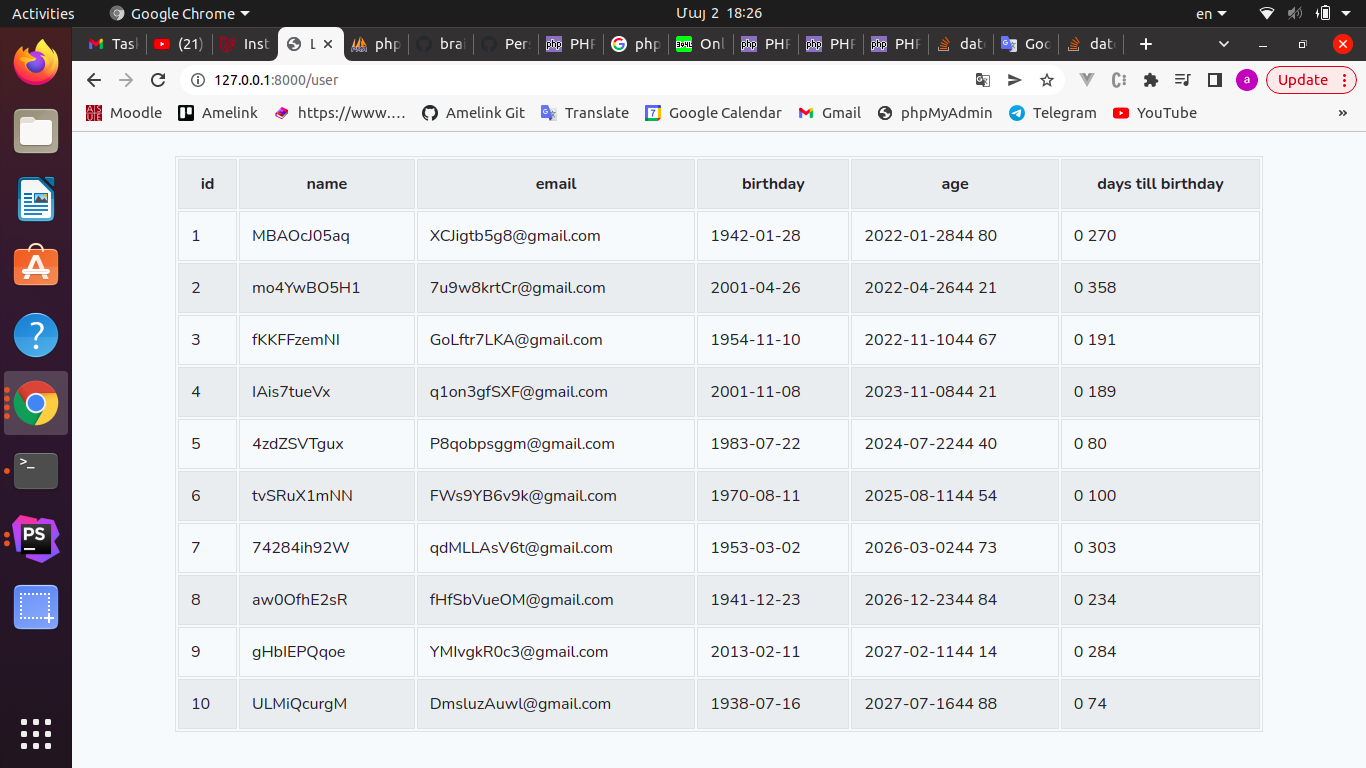 Activities Google Chrome Մայ 2 18:26 en
Tas (21) Inst L php brai Per PHP php Onl PHP PHP PHP dat Goo dat
127.0.0.1:8000/user Update
Moodle Amelink https://www.... Amelink Git Translate Google Calendar Gmail phpMyAdmin Telegram YouTube »
id name email birthday age days till birthday
1 MBAOcJ05aq XCJigtb5g8@gmail.com 1942-01-28 2022-01-2844 80 0 270
2 mo4YwBO5H1 7u9w8krtCr@gmail.com 2001-04-26 2022-04-2644 21 0 358
3 fKKFFzemNI GoLftr7LKA@gmail.com 1954-11-10 2022-11-1044 67 0 191
4 IAis7tueVx q1on3gfSXF@gmail.com 2001-11-08 2023-11-0844 21 0 189
5 4zdZSVTgux P8qobpsggm@gmail.com 1983-07-22 2024-07-2244 40 0 80
6 tvSRuX1mNN FWs9YB6v9k@gmail.com 1970-08-11 2025-08-1144 54 0 100
7 74284ih92W qdMLLAsV6t@gmail.com 1953-03-02 2026-03-0244 73 0 303
8 aw0OfhE2sR fHfSbVueOM@gmail.com 1941-12-23 2026-12-2344 84 0 234
9 gHbIEPQqoe YMIvgkR0c3@gmail.com 2013-02-11 2027-02-1144 14 0 284
10 ULMiQcurgM DmsluzAuwl@gmail.com 1938-07-16 2027-07-1644 88 0 74